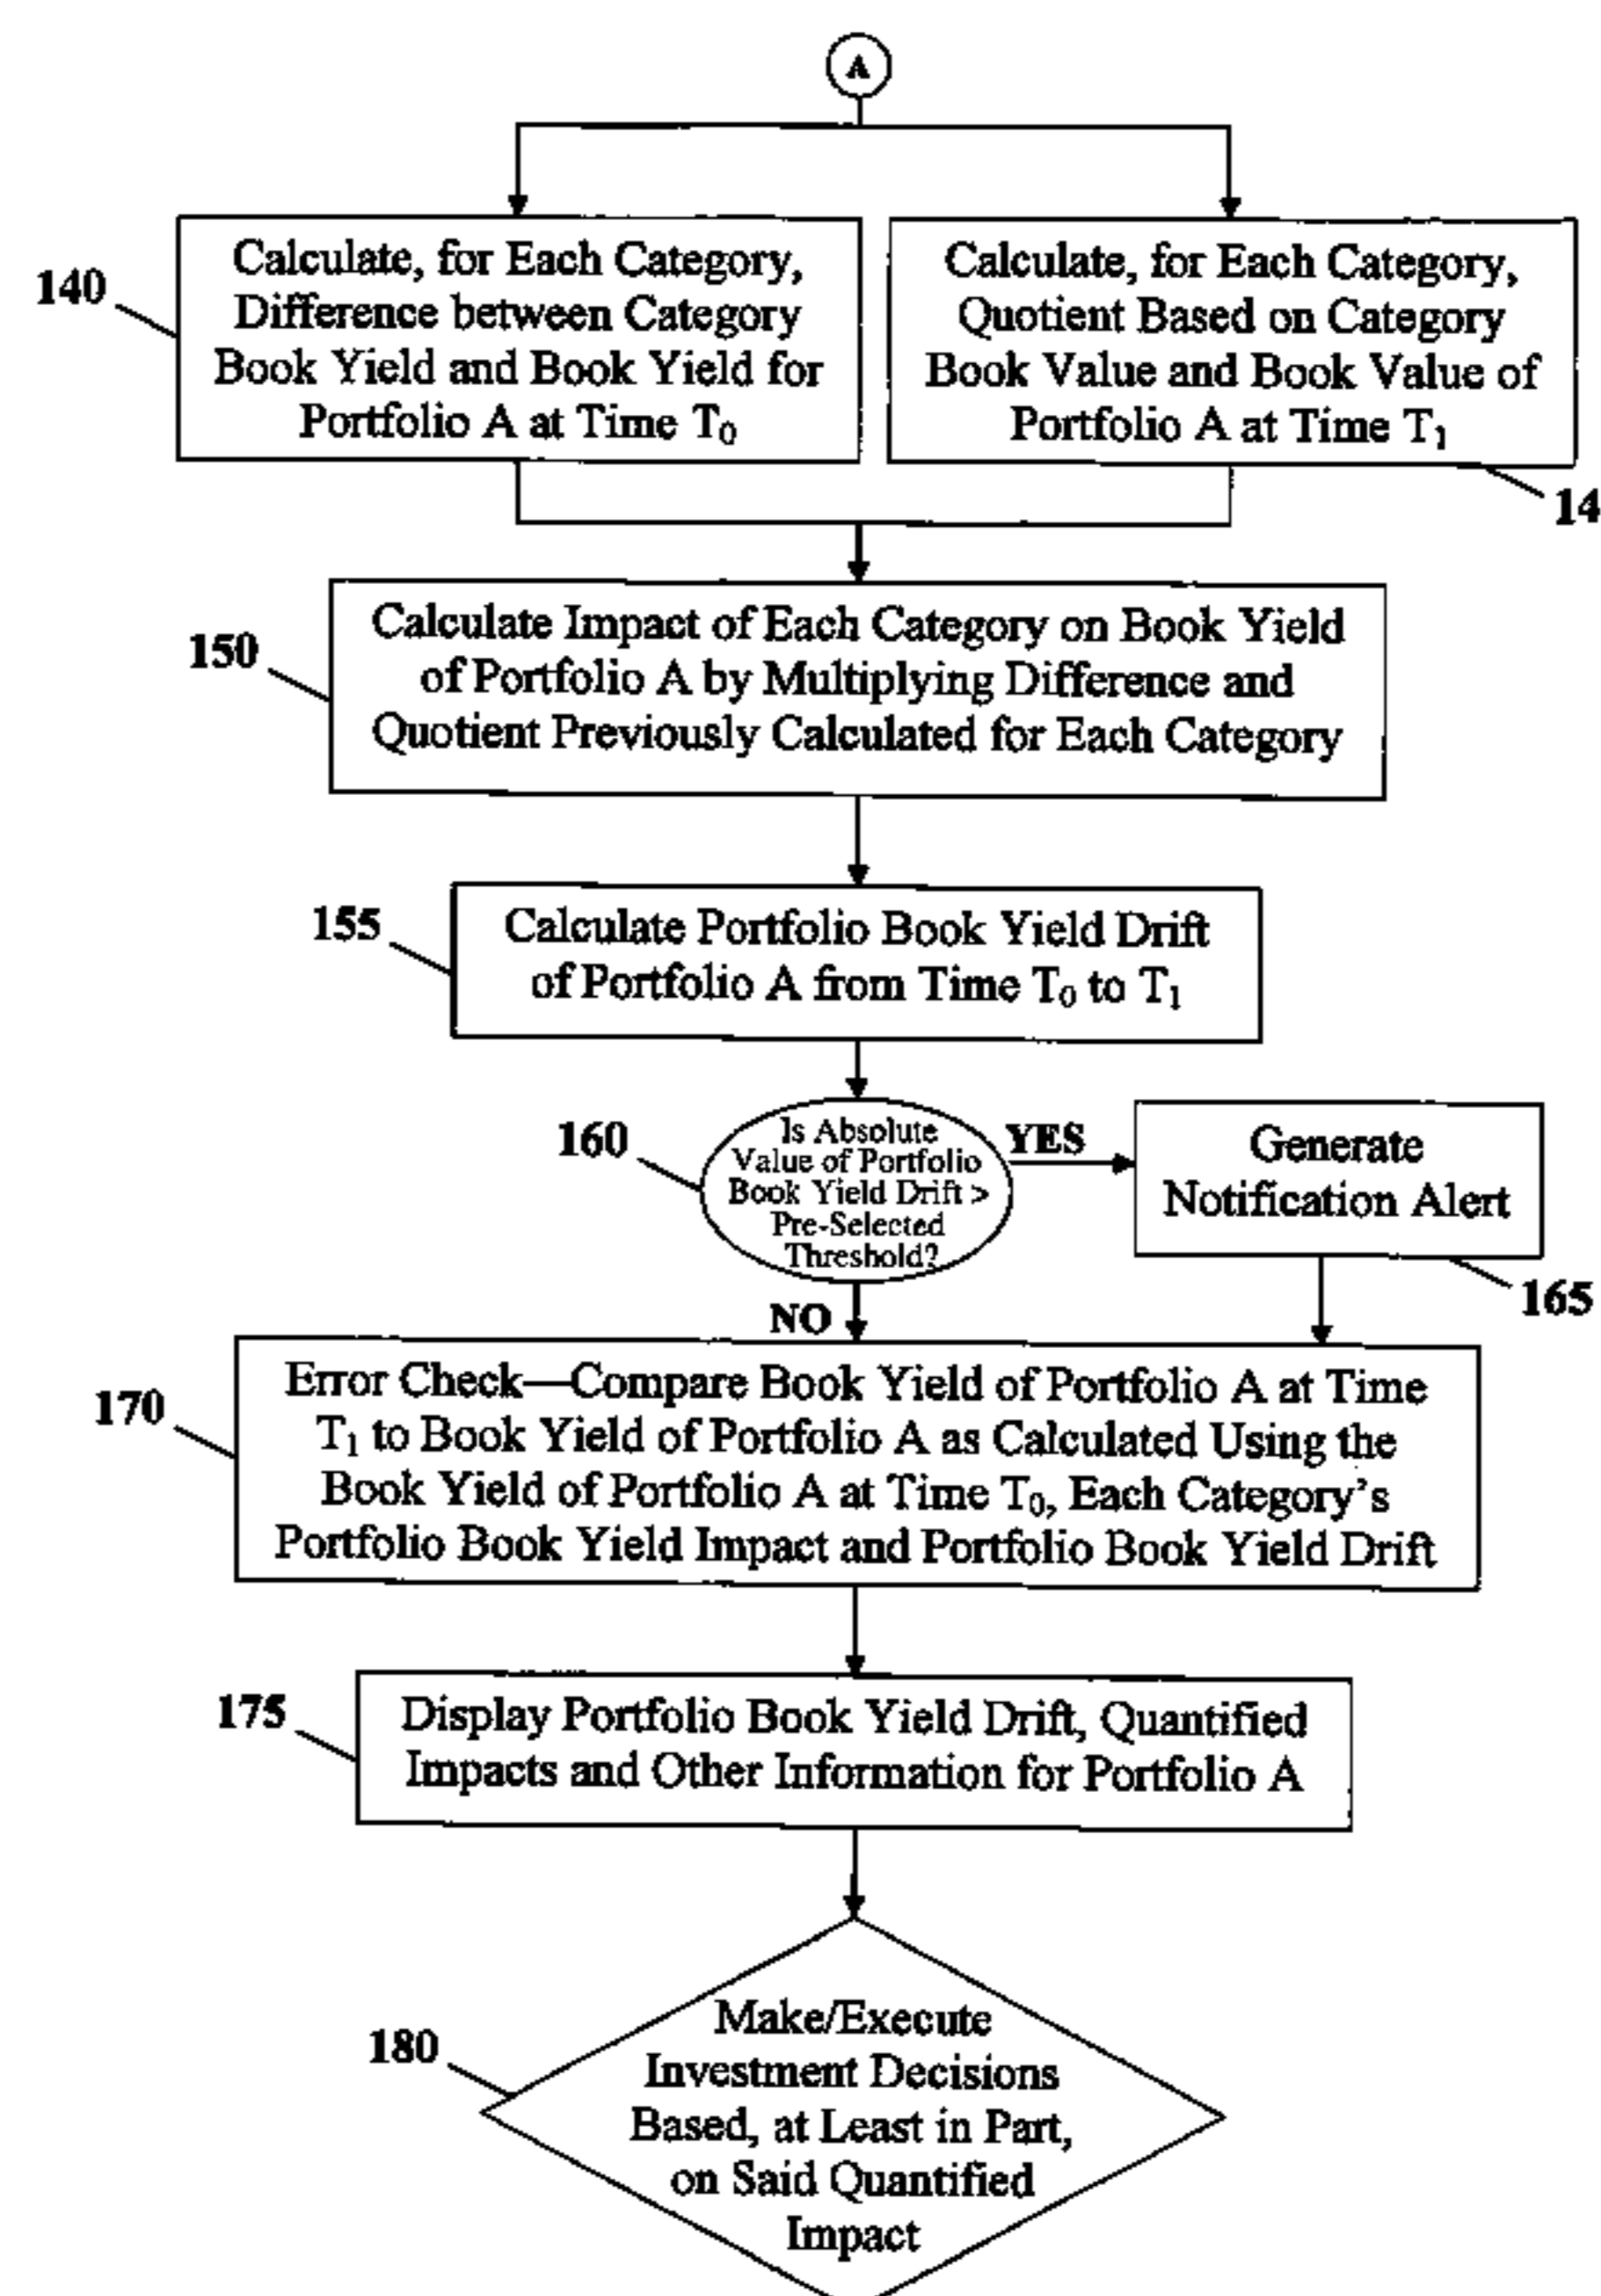 A
140
Calculate, for Each Category,
Difference between Category
Book Yield and Book Yield for
Portfolio A at Time T₀
Calculate, for Each Category,
Quotient Based on Category
Book Value and Book Value of
Portfolio A at Time T₁
14
150
Calculate Impact of Each Category on Book Yield
of Portfolio A by Multiplying Difference and
Quotient Previously Calculated for Each Category
155
Calculate Portfolio Book Yield Drift
of Portfolio A from Time T₀ to T₁
160
Is Absolute
Value of Portfolio
Book Yield Drift >
Pre-Selected
Threshold?
YES
Generate
Notification Alert
165
NO
170
Error Check—Compare Book Yield of Portfolio A at Time
T₁ to Book Yield of Portfolio A as Calculated Using the
Book Yield of Portfolio A at Time T₀, Each Category's
Portfolio Book Yield Impact and Portfolio Book Yield Drift
175
Display Portfolio Book Yield Drift, Quantified
Impacts and Other Information for Portfolio A
180
Make/Execute
Investment Decisions
Based, at Least in Part,
on Said Quantified
Impact